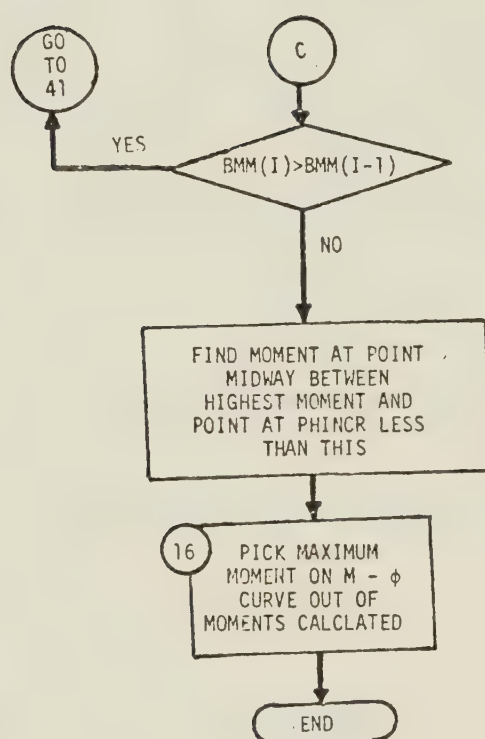 GO
TO
41
C
YES
BMM(I)>BMM(I-1)
NO
FIND MOMENT AT POINT
MIDWAY BETWEEN
HIGHEST MOMENT AND
POINT AT PHINCR LESS
THAN THIS
16
PICK MAXIMUM
MOMENT ON M - ϕ
CURVE OUT OF
MOMENTS CALCLATED
END